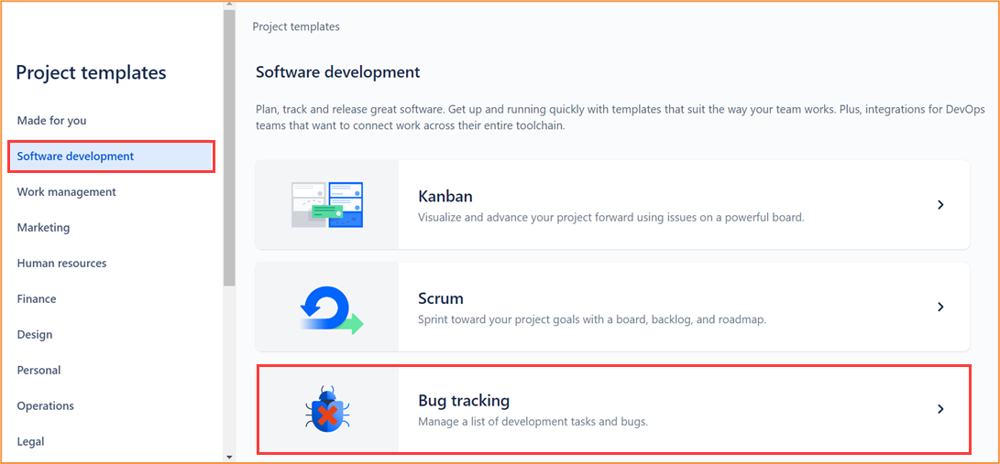 Project templates
Made for you
Software development
Work management
Marketing
Human resources
Finance
Design
Personal
Operations
Legal
Project templates
Software development
Plan, track and release great software. Get up and running quickly with templates that suit the way your team works. Plus, integrations for DevOps
teams that want to connect work across their entire toolchain.
Kanban
Visualize and advance your project forward using issues on a powerful board.
Scrum
Sprint toward your project goals with a board, backlog, and roadmap.
Bug tracking
Manage a list of development tasks and bugs.